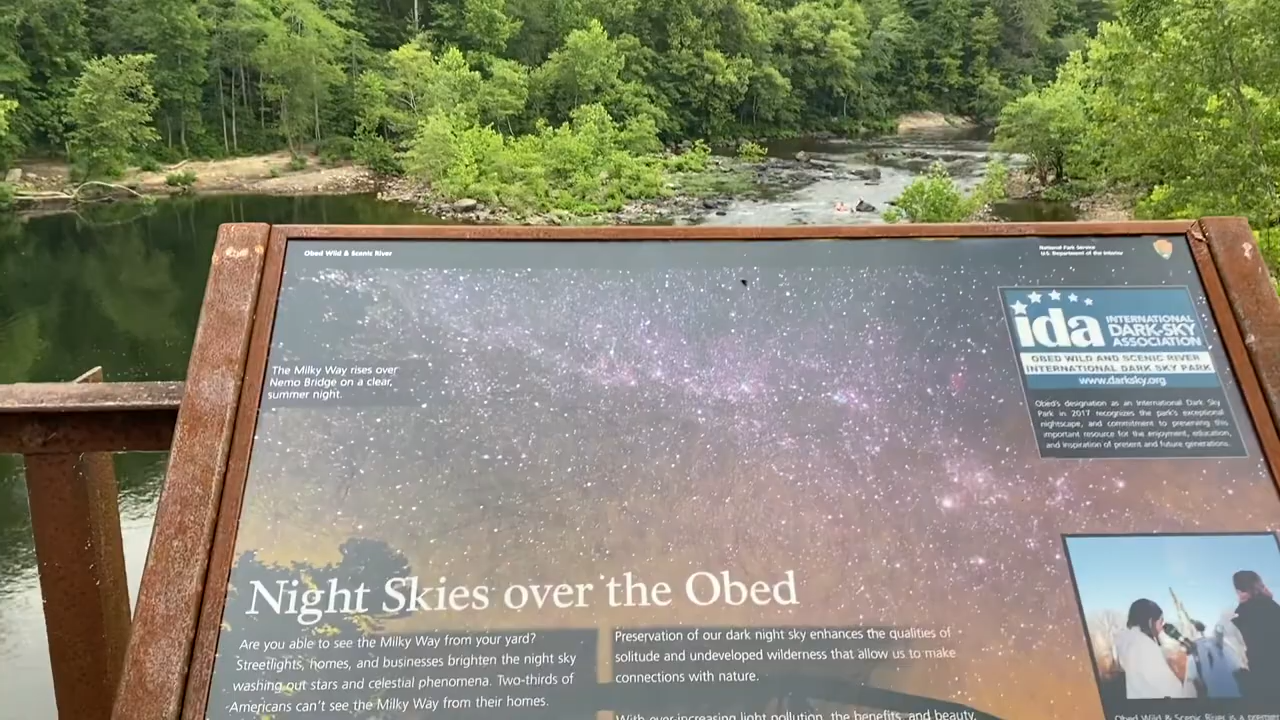 Obed Wild & Scenic River
National Park Service
U.S. Department of the Interior
ida
INTERNATIONAL
DARK-SKY
ASSOCIATION
OBED WILD AND SCENIC RIVER
INTERNATIONAL DARK SKY PARK
www.darksky.org
Obed's designation as an International Dark Sky
Park in 2017 recognizes the park's exceptional
nightscape, and commitment to preserving this
important resource for the enjoyment, education,
and inspiration of present and future generations.
The Milky Way rises over
Nemo Bridge on a clear,
summer night.
Night Skies over the Obed
Are you able to see the Milky Way from your yard?
Streetlights, homes, and businesses brighten the night sky
washing out stars and celestial phenomena. Two-thirds of
Americans can't see the Milky Way from their homes.
Preservation of our dark night sky enhances the qualities of
solitude and undeveloped wilderness that allow us to make
connections with nature.
With ever-increasing light pollution, the benefits, and beauty,
Obed Wild & Scenic River is a premier